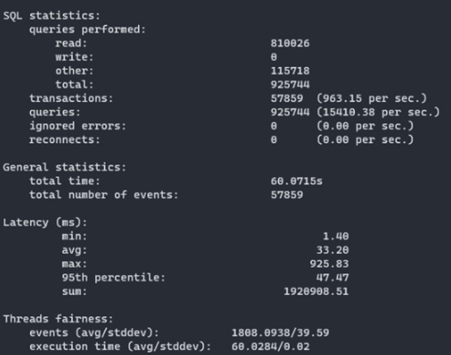 SQL statistics:
queries performed:
read: 810026
write: 0
other: 115718
total: 925744
transactions: 57859 (963.15 per sec.)
queries: 925744 (15410.38 per sec.)
ignored errors: 0 (0.00 per sec.)
reconnects: 0 (0.00 per sec.)
General statistics:
total time: 60.0715s
total number of events: 57859
Latency (ms):
min: 1.40
avg: 33.20
max: 925.83
95th percentile: 47.47
sum: 1920908.51
Threads fairness:
events (avg/stddev): 1808.0938/39.59
execution time (avg/stddev): 60.0284/0.02